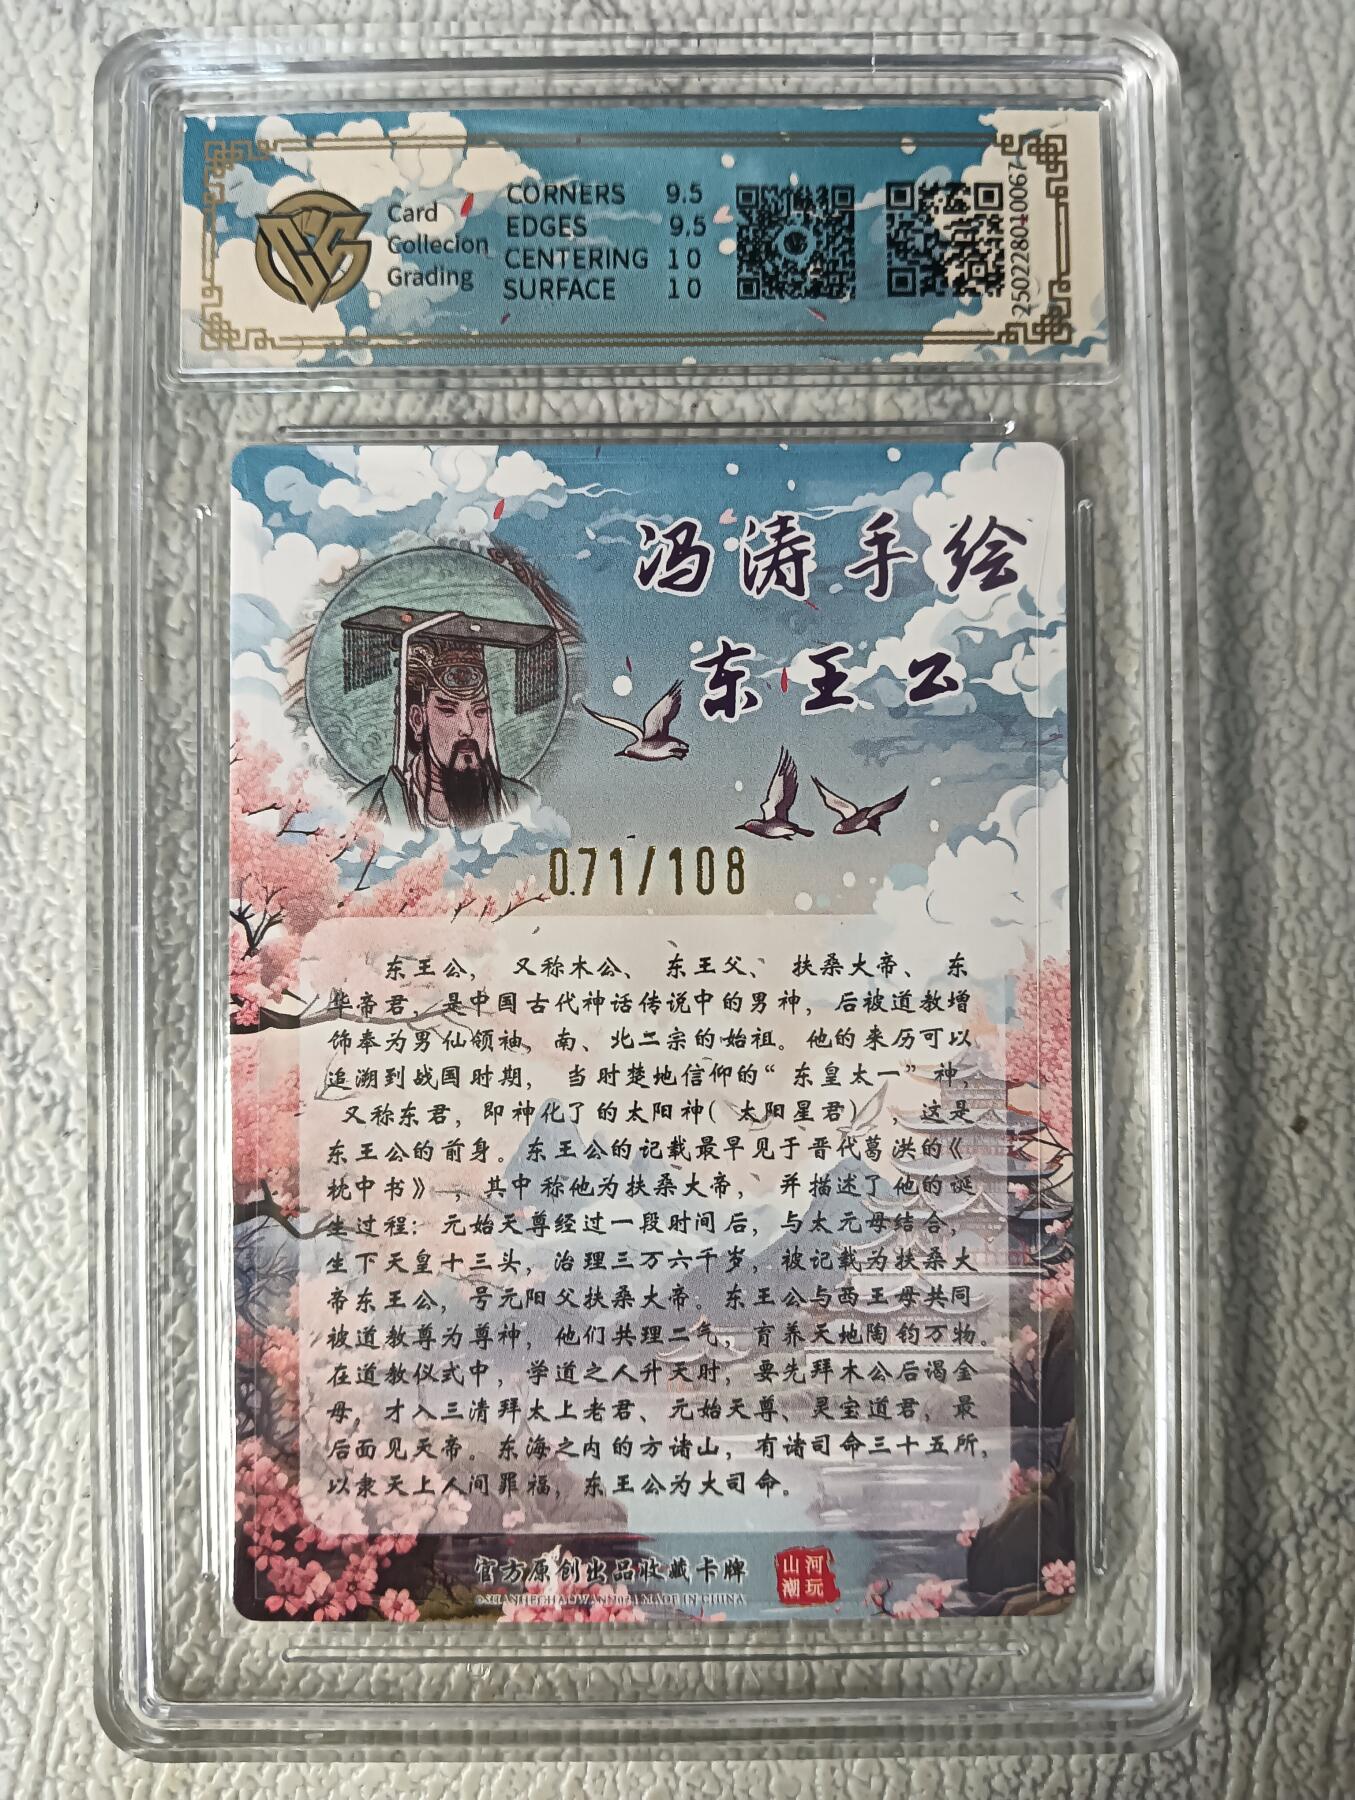 Card
Collecion
Grading
CORNERS 9.5
EDGES 9.5
CENTERING 10
SURFACE 10
250228010067
冯涛手绘
东王公
071/108
东王公，又称木公、东王父、扶桑大帝、东
华帝君，是中国古代神话传说中的男神，后被道教增
饰奉为男仙领袖，南、北二宗的始祖。他的来历可以
追溯到战国时期，当时楚地信仰的“东皇太一”神，
又称东君，即神化了的太阳神（太阳星君），这是
东王公的前身。东王公的记载最早见于晋代葛洪的《
枕中书》，其中称他为扶桑大帝，并描述了他的诞
生过程：元始天尊经过一段时间后，与太元母结合，
生下天皇十三头，治理三万六千岁，被记载为扶桑大
帝东王公，号元阳父扶桑大帝。东王公与西王母共同
被道教尊为尊神，他们共理二气，育养天地陶钧万物。
在道教仪式中，学道之人升天时，要先拜木公后谒金
母，才入三清拜太上老君、元始天尊、灵宝道君，最
后面见天帝。东海之内的方诸山，有诸司命三十五所，
以隶天上人间罪福，东王公为大司命。
官方原创出品收藏卡牌
山河
潮玩
MADE IN CHINA